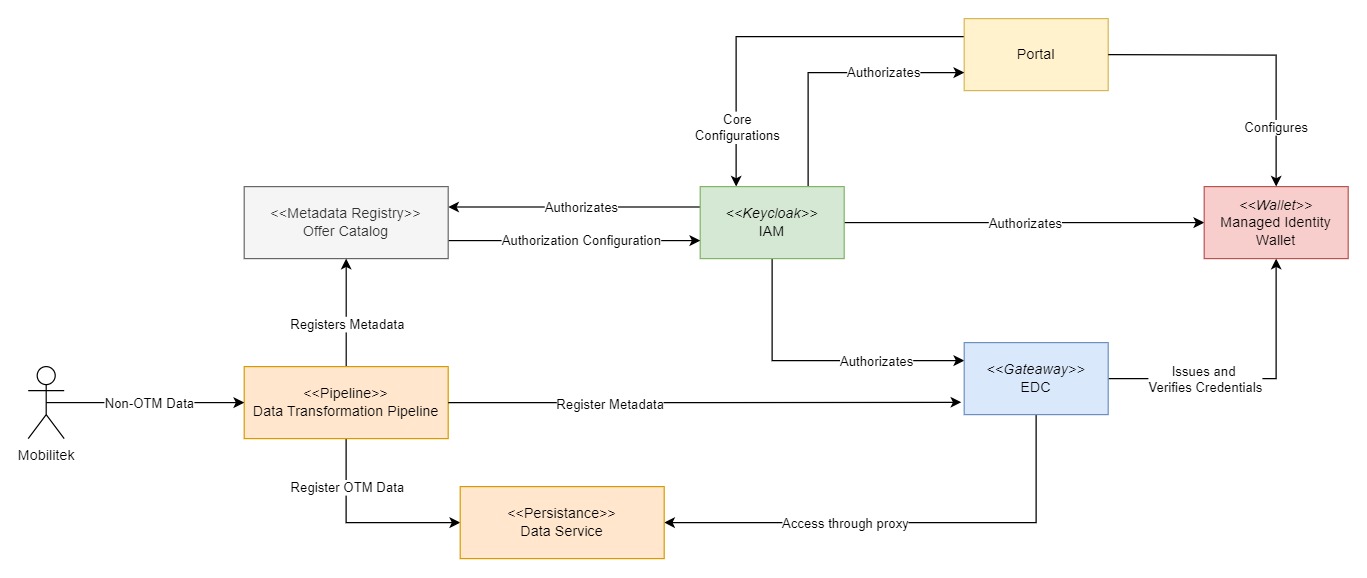 Portal
Authorizates
Core
Configurations
Configures
<<Metadata Registry>>
Offer Catalog
Authorizates
Authorization Configuration
<<Keycloak>>
IAM
Authorizates
<<Wallet>>
Managed Identity
Wallet
Registers Metadata
Authorizates
<<Gateaway>>
EDC
Issues and
Verifies Credentials
Non-OTM Data
<<Pipeline>>
Data Transformation Pipeline
Register Metadata
Mobilitek
Register OTM Data
<<Persistance>>
Data Service
Access through proxy